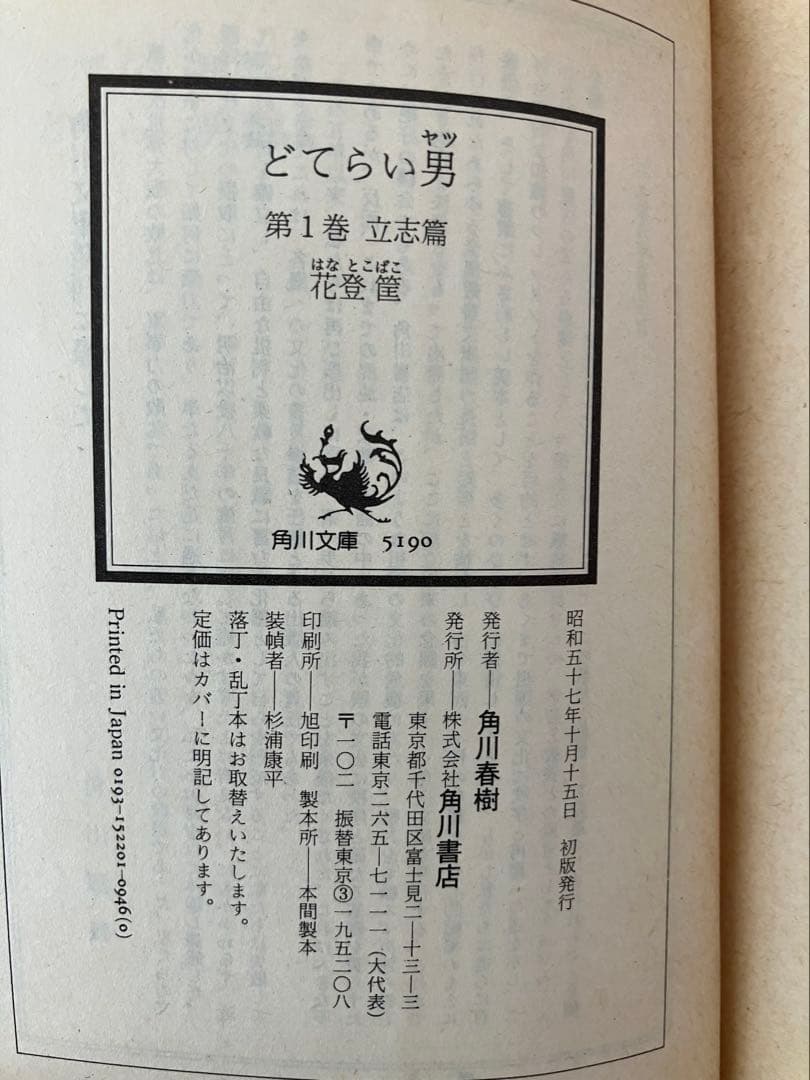 どてらい男
ヤツ
第1巻 立志篇
花登筐
はな とこばこ
角川文庫 5190
昭和五十七年十月十五日 初版発行
発行者――角川春樹
発行所――株式会社角川書店
東京都千代田区富士見二―十三―三
電話東京二六五―七一一一(大代表)
〒一〇二 振替東京③一九五二〇八
印刷所――旭印刷 製本所――本間製本
装幀者――杉浦康平
落丁・乱丁本はお取替えいたします。
定価はカバーに明記してあります。
Printed in Japan 0193-152201-0946(0)